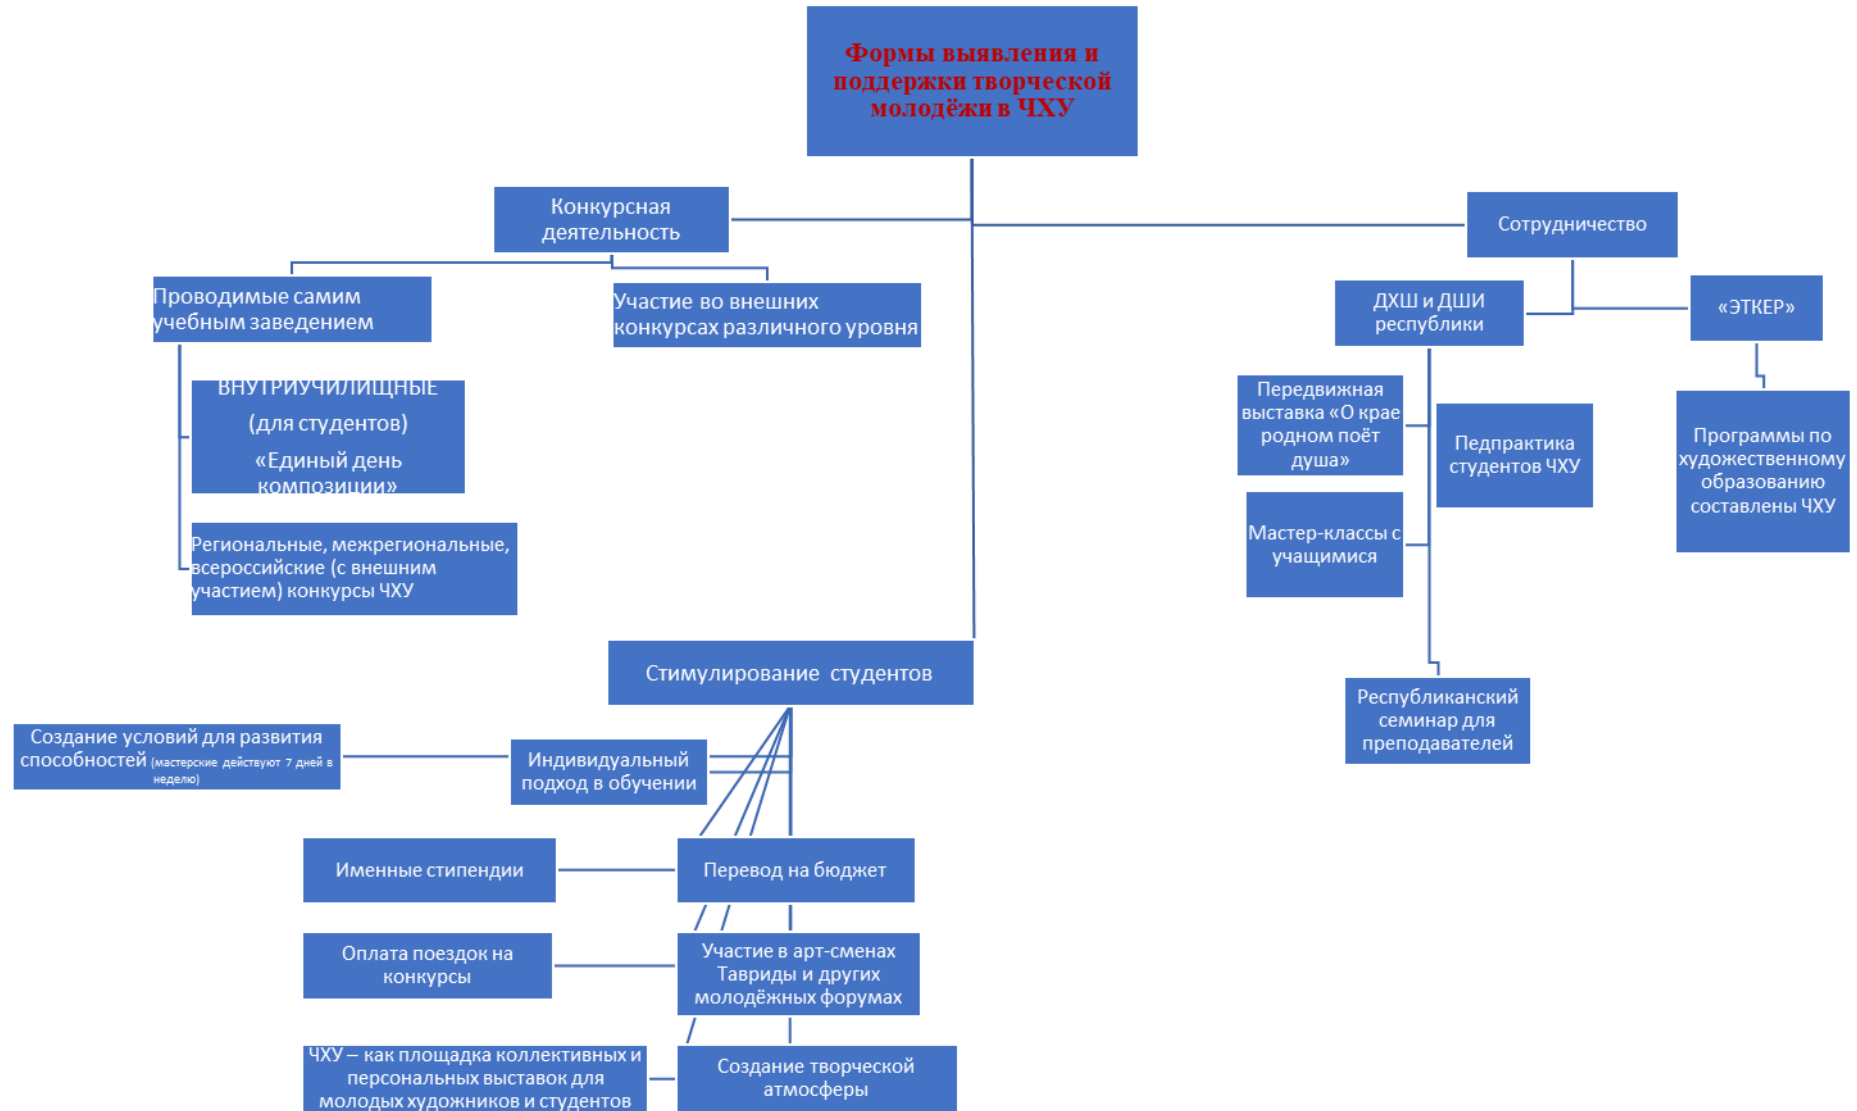 Формы выявления и
поддержки творческой
молодёжи в ЧХУ
Конкурсная
деятельность
Сотрудничество
Проводимые самим
учебным заведением
Участие во внешних
конкурсах различного уровня
ДХШ и ДШИ
республики
«ЭТКЕР»
ВНУТРИУЧИЛИЩНЫЕ
(для студентов)
«Единый день
композиции»
Региональные, межрегиональные,
всероссийские (с внешним
участием) конкурсы ЧХУ
Передвижная
выставка «О крае
родном поёт
душа»
Педпрактика
студентов ЧХУ
Программы по
художественному
образованию
составлены ЧХУ
Мастер-классы с
учащимися
Республиканский
семинар для
преподавателей
Стимулирование студентов
Создание условий для развития
способностей (мастерские действуют 7 дней в
неделю)
Индивидуальный
подход в обучении
Именные стипендии
Перевод на бюджет
Оплата поездок на
конкурсы
Участие в арт-сменах
Тавриды и других
молодёжных форумах
ЧХУ – как площадка коллективных и
персональных выставок для
молодых художников и студентов
Создание творческой
атмосферы